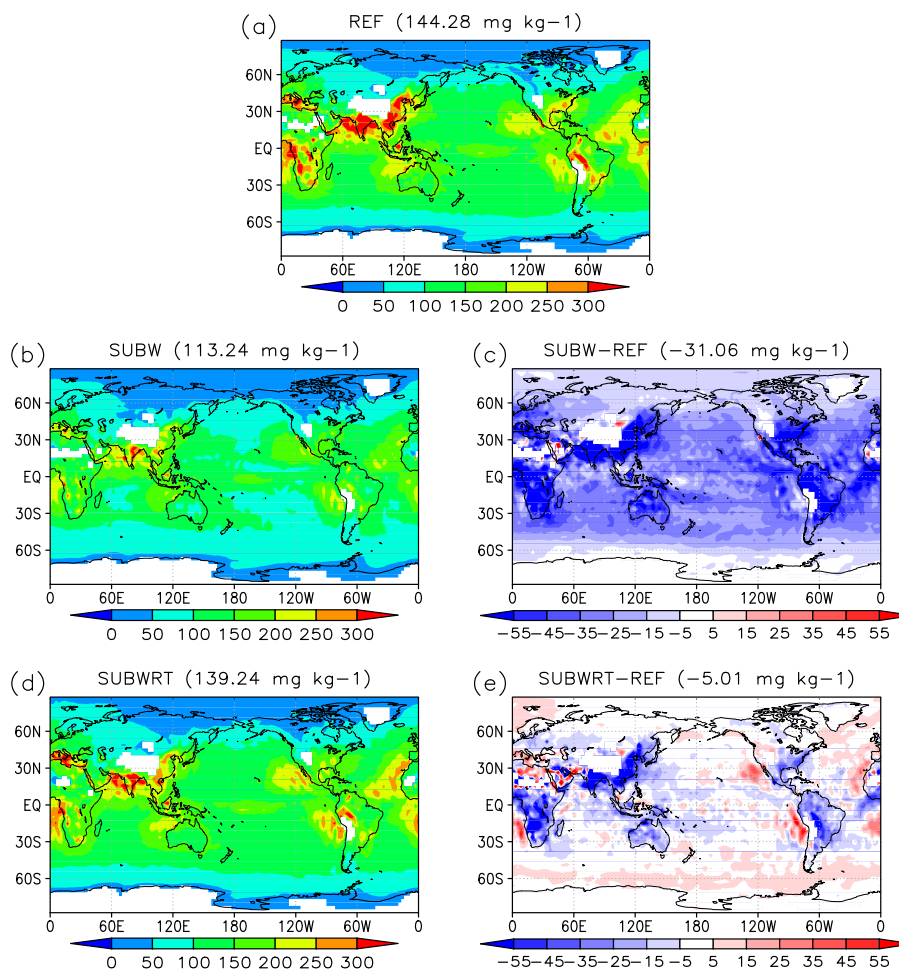 (a) REF (144.28 mg kg−1)
60N
30N
EQ
30S
60S
0 60E 120E 180 120W 60W 0
0 50 100 150 200 250 300
(b) SUBW (113.24 mg kg−1)
60N
30N
EQ
30S
60S
0 60E 120E 180 120W 60W 0
0 50 100 150 200 250 300
(c) SUBW−REF (−31.06 mg kg−1)
60N
30N
EQ
30S
60S
0 60E 120E 180 120W 60W 0
−55 −45 −35 −25 −15 −5 5 15 25 35 45 55
(d) SUBWRT (139.24 mg kg−1)
60N
30N
EQ
30S
60S
0 60E 120E 180 120W 60W 0
0 50 100 150 200 250 300
(e) SUBWRT−REF (−5.01 mg kg−1)
60N
30N
EQ
30S
60S
0 60E 120E 180 120W 60W 0
−55 −45 −35 −25 −15 −5 5 15 25 35 45 55